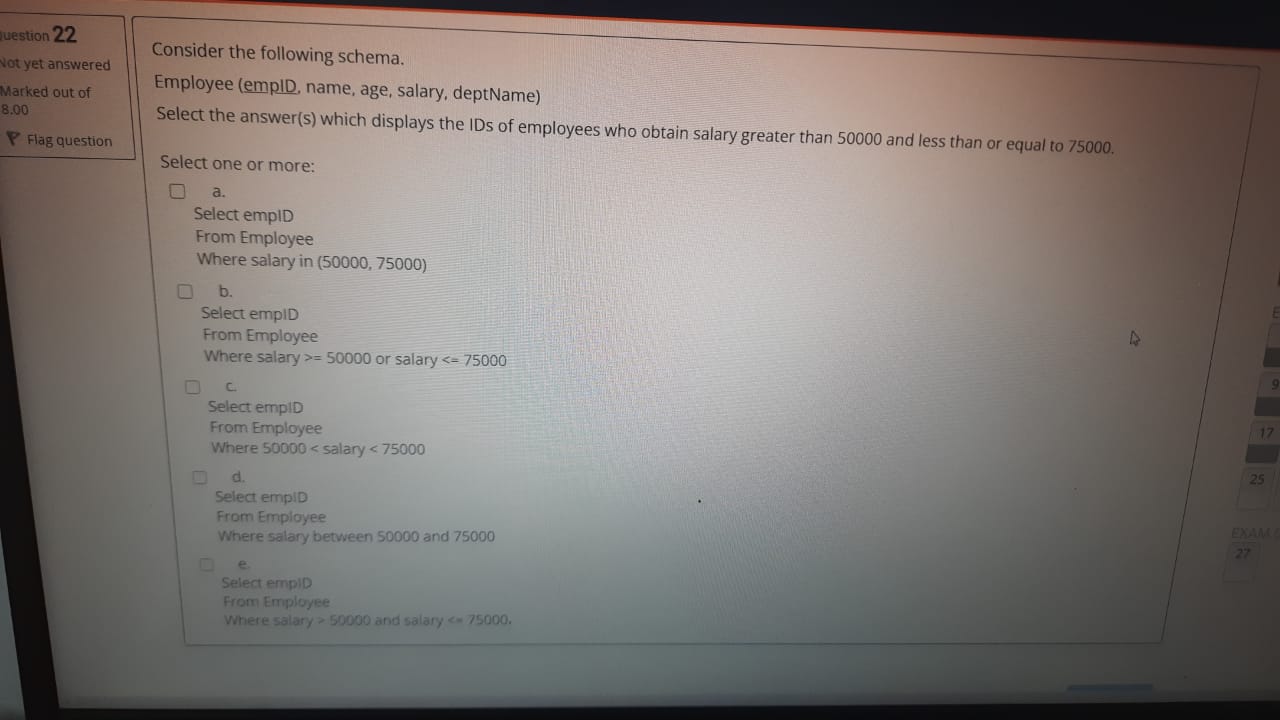 uestion 22
Not yet answered
Marked out of
8.00
Flag question
Consider the following schema.
Employee (empID, name, age, salary, deptName)
Select the answer(s) which displays the IDs of employees who obtain salary greater than 50000 and less than or equal to 75000.
Select one or more:
a.
Select empID
From Employee
Where salary in (50000, 75000)
b.
Select empID
From Employee
Where salary >= 50000 or salary <= 75000
c.
Select empID
From Employee
Where 50000 < salary < 75000
d.
Select empID
From Employee
Where salary between 50000 and 75000
e.
Select empID
From Employee
Where salary > 50000 and salary <= 75000.
9
17
25
EXAM
27